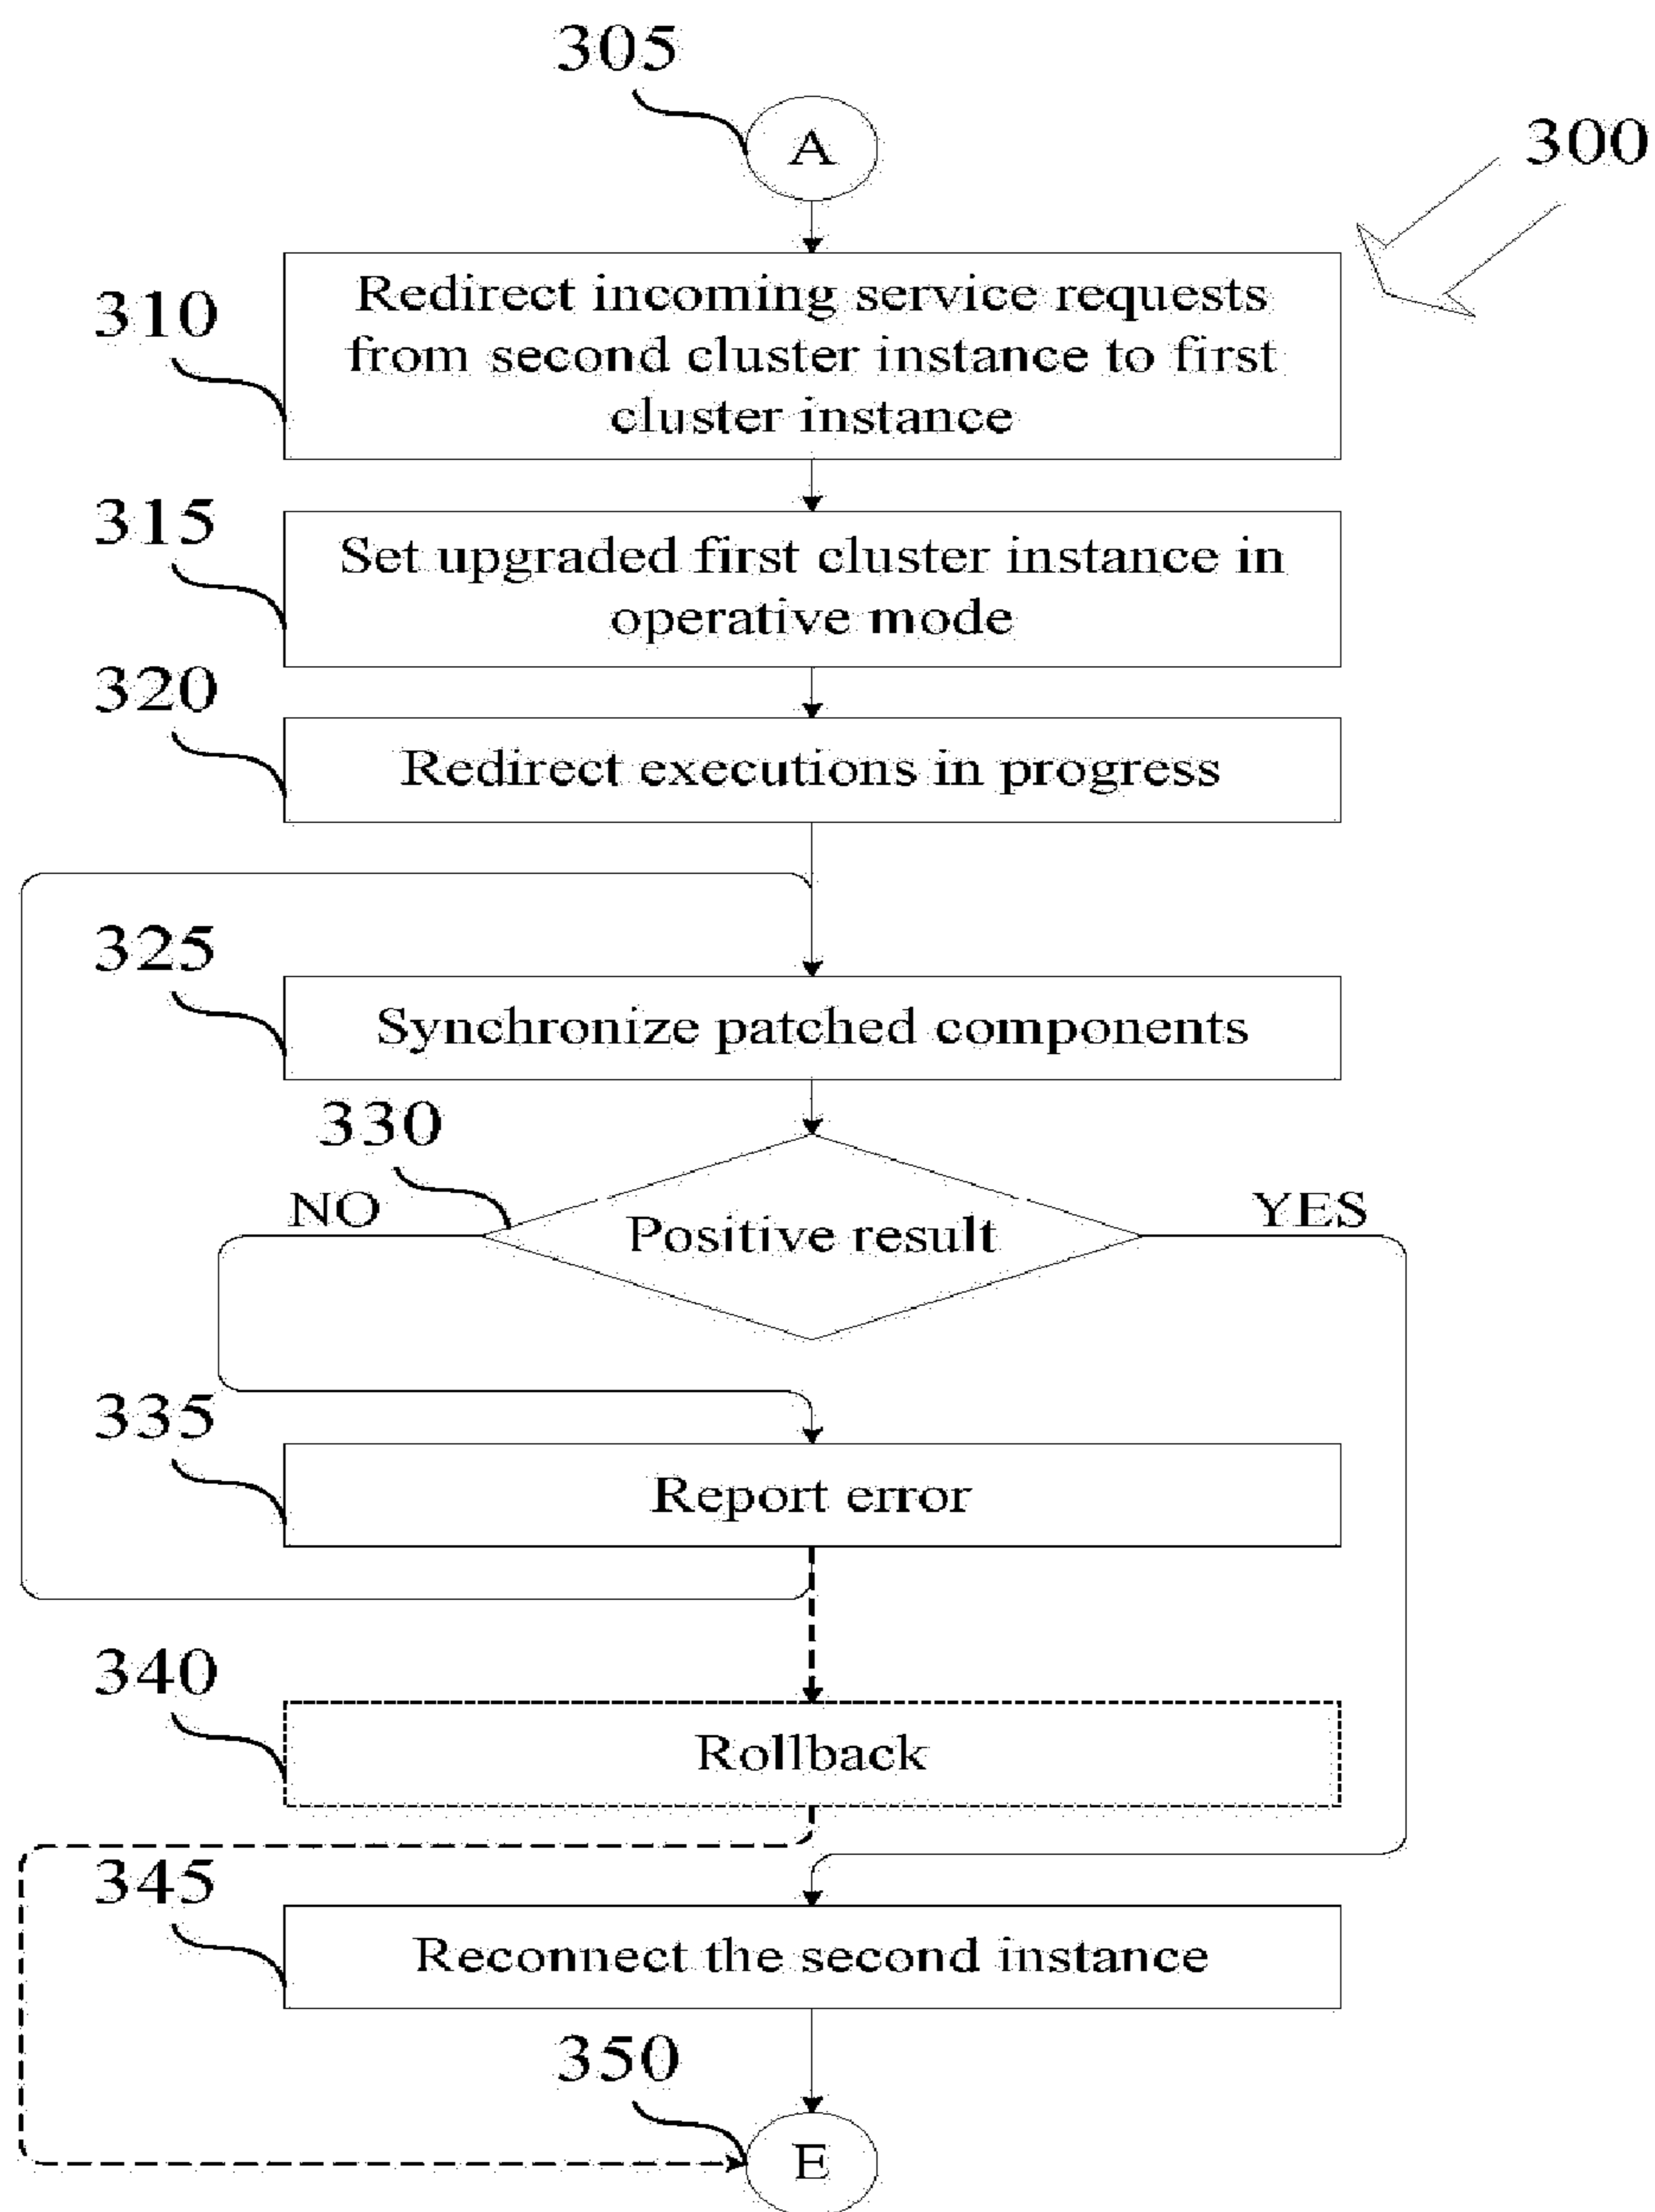 305
A
300
310
Redirect incoming service requests
from second cluster instance to first
cluster instance
315
Set upgraded first cluster instance in
operative mode
320
Redirect executions in progress
325
Synchronize patched components
330
NO
Positive result
YES
335
Report error
340
Rollback
345
Reconnect the second instance
350
E